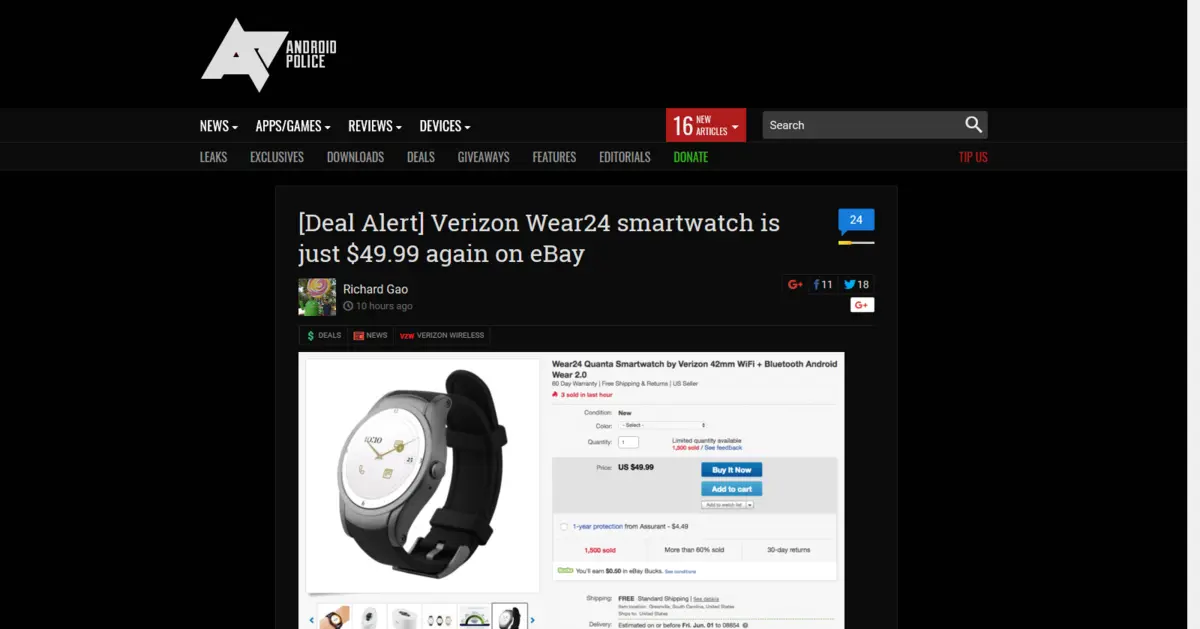 ANDROID
POLICE
NEWS APPS/GAMES REVIEWS DEVICES
16 NEW ARTICLES
Search
LEAKS EXCLUSIVES DOWNLOADS DEALS GIVEAWAYS FEATURES EDITORIALS DONATE TIP US
[Deal Alert] Verizon Wear24 smartwatch is
just $49.99 again on eBay
24
Richard Gao
10 hours ago
G+ 11 18
G+
$ DEALS NEWS VZW VERIZON WIRELESS
Wear24 Quanta Smartwatch by Verizon 42mm WiFi + Bluetooth Android
Wear 2.0
60 Day Warranty | Free Shipping & Returns | US Seller
3 sold in last hour
Condition: New
Color: - Select -
Quantity: 1
Limited quantity available
1,500 sold / See feedback
Price: US $49.99
Buy It Now
Add to cart
Add to watch list
1-year protection from Assurant - $4.49
1,500 sold More than 60% sold 30-day returns
You'll earn $0.50 in eBay Bucks. See conditions
Shipping: FREE Standard Shipping | See details
Item location: Greenville, South Carolina, United States
Ships to: United States
Delivery: Estimated on or before Fri. Jun. 01 to 08854